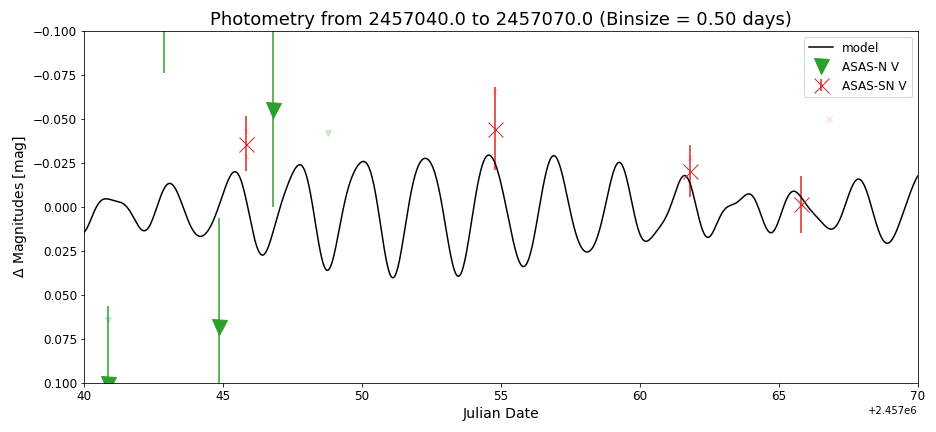 Photometry from 2457040.0 to 2457070.0 (Binsize = 0.50 days)
−0.100
−0.075
−0.050
−0.025
0.000
0.025
0.050
0.075
0.100
Δ Magnitudes [mag]
model
ASAS-N V
ASAS-SN V
40 45 50 55 60 65 70
+2.457e6
Julian Date